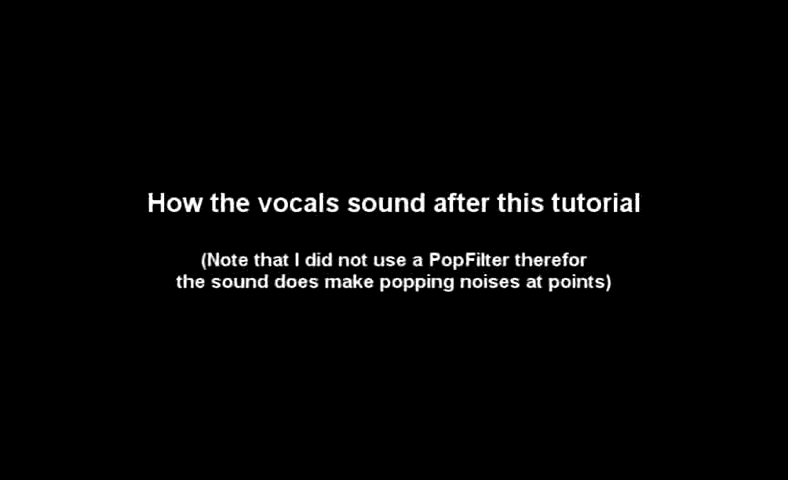 How the vocals sound after this tutorial
(Note that I did not use a PopFilter therefor
the sound does make popping noises at points)